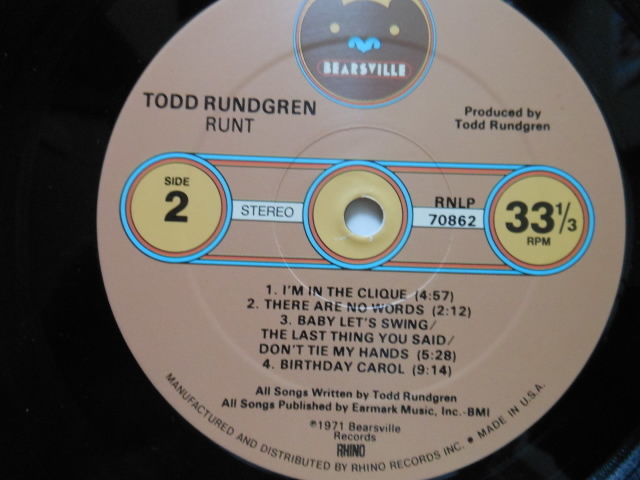 BEARSVILLE
TODD RUNDGREN
RUNT
Produced by
Todd Rundgren
SIDE
2
STEREO
RNLP
70862
33 1/3
RPM
1. I'M IN THE CLIQUE (4:57)
2. THERE ARE NO WORDS (2:12)
3. BABY LET'S SWING/
THE LAST THING YOU SAID/
DON'T TIE MY HANDS (5:28)
4. BIRTHDAY CAROL (9:14)
All Songs Written by Todd Rundgren
All Songs Published by Earmark Music, Inc.-BMI
℗1971 Bearsville
Records
RHINO
MANUFACTURED AND DISTRIBUTED BY RHINO RECORDS INC. • MADE IN U.S.A.